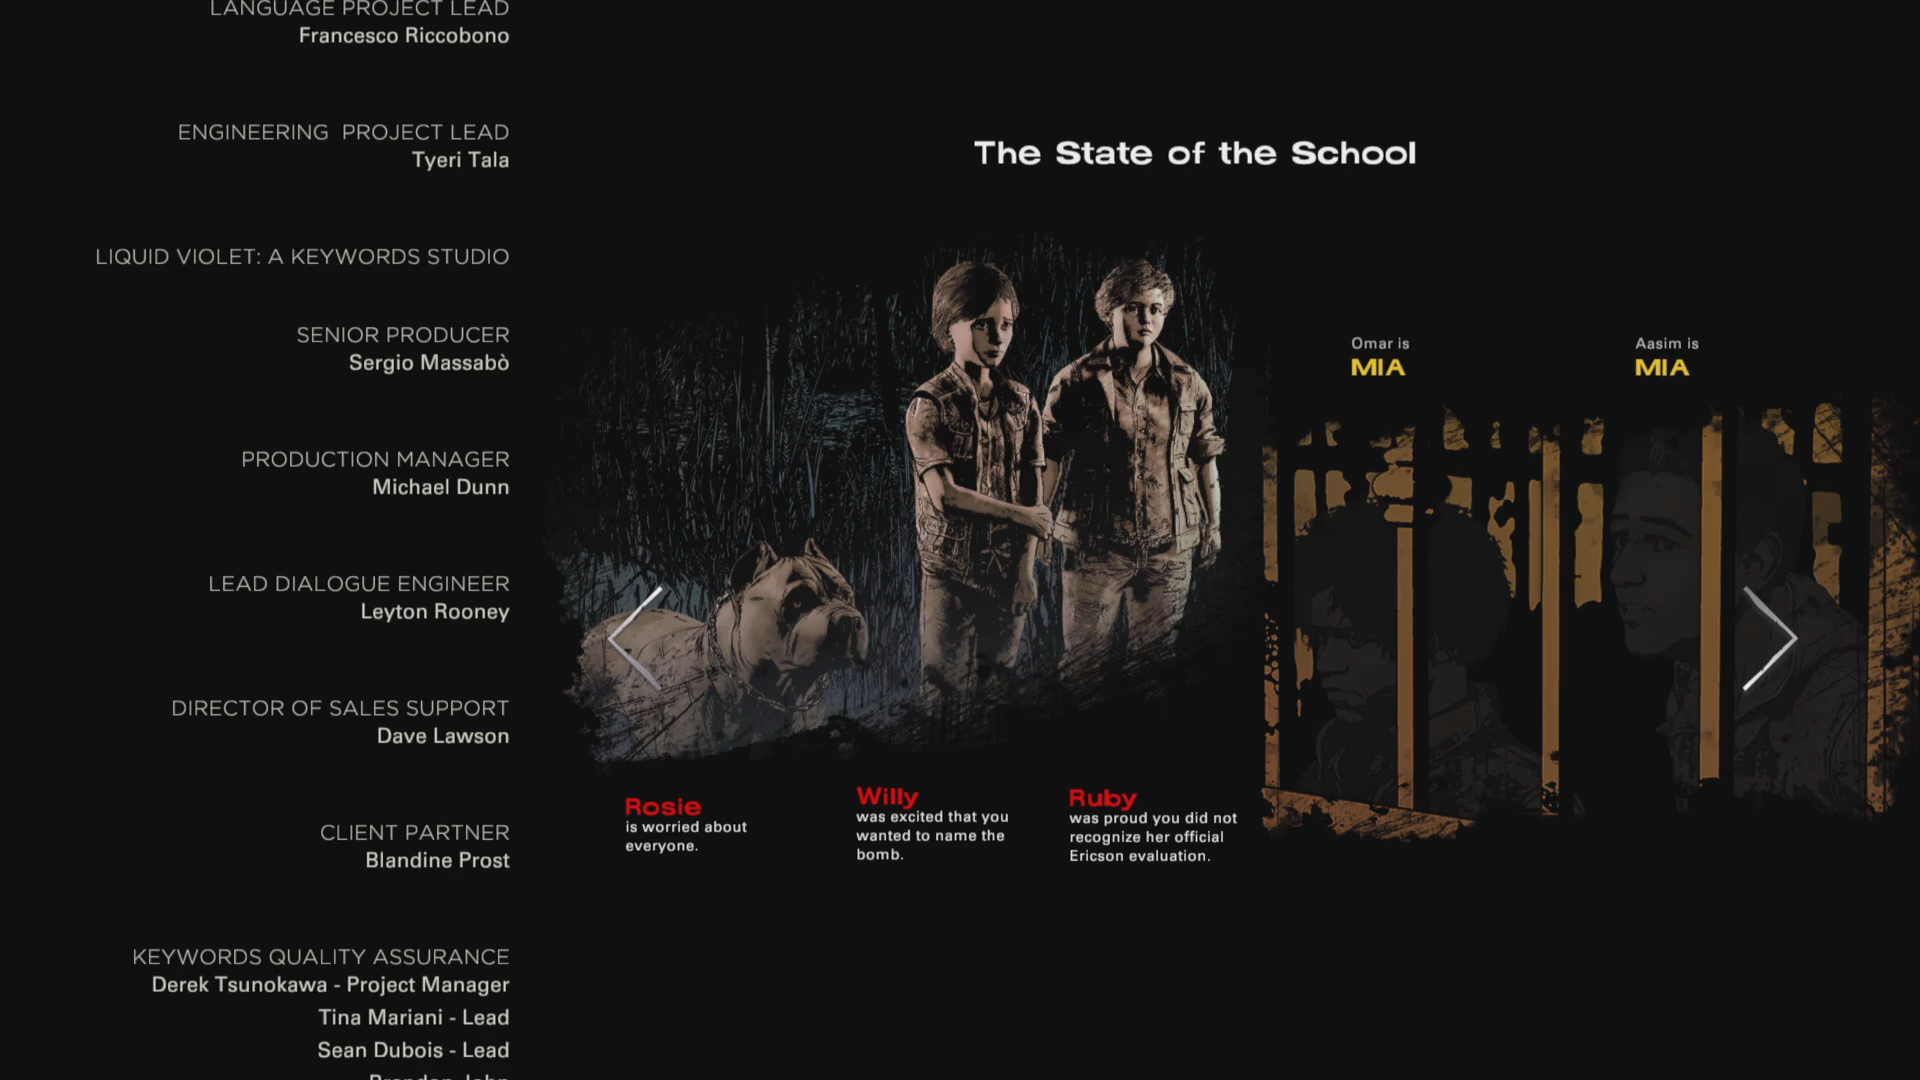 LANGUAGE PROJECT LEAD
Francesco Riccobono
ENGINEERING PROJECT LEAD
Tyeri Tala
LIQUID VIOLET: A KEYWORDS STUDIO
SENIOR PRODUCER
Sergio Massabò
PRODUCTION MANAGER
Michael Dunn
LEAD DIALOGUE ENGINEER
Leyton Rooney
DIRECTOR OF SALES SUPPORT
Dave Lawson
CLIENT PARTNER
Blandine Prost
KEYWORDS QUALITY ASSURANCE
Derek Tsunokawa - Project Manager
Tina Mariani - Lead
Sean Dubois - Lead
The State of the School
Omar is
MIA
Aasim is
MIA
Rosie
is worried about
everyone.
Willy
was excited that you
wanted to name the
bomb.
Ruby
was proud you did not
recognize her official
Ericson evaluation.